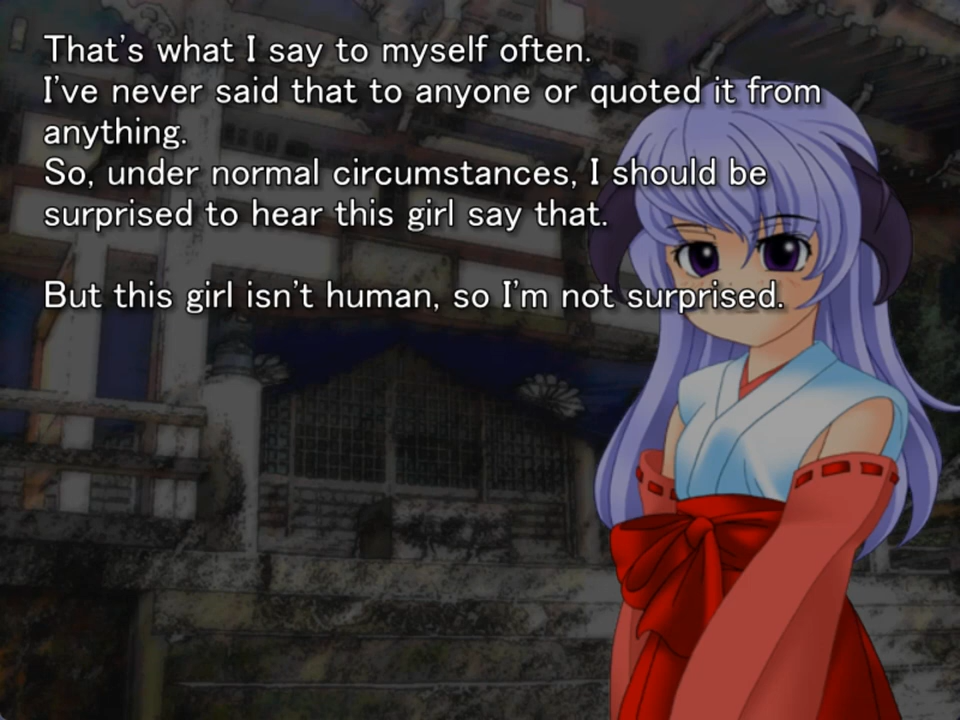 That's what I say to myself often.
I've never said that to anyone or quoted it from
anything.
So, under normal circumstances, I should be
surprised to hear this girl say that.
But this girl isn't human, so I'm not surprised.